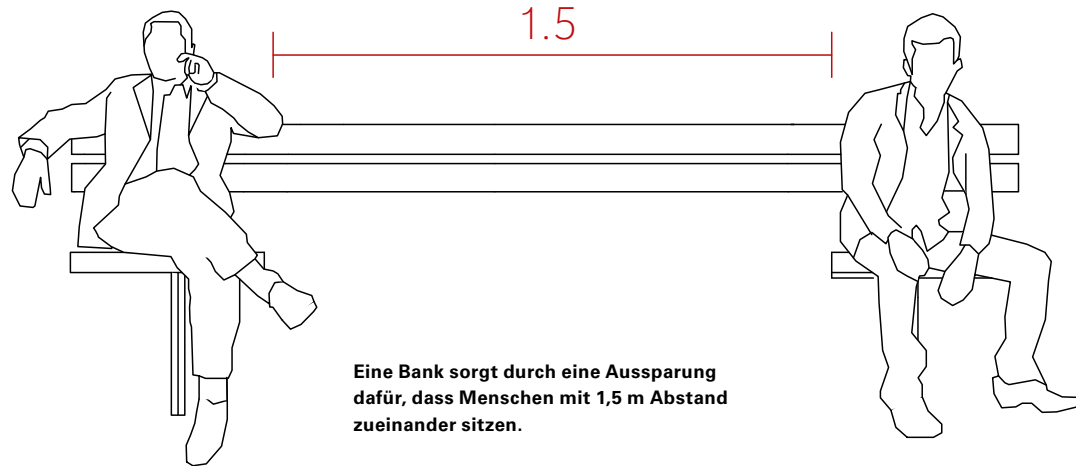 1.5
Eine Bank sorgt durch eine Aussparung
dafür, dass Menschen mit 1,5 m Abstand
zueinander sitzen.